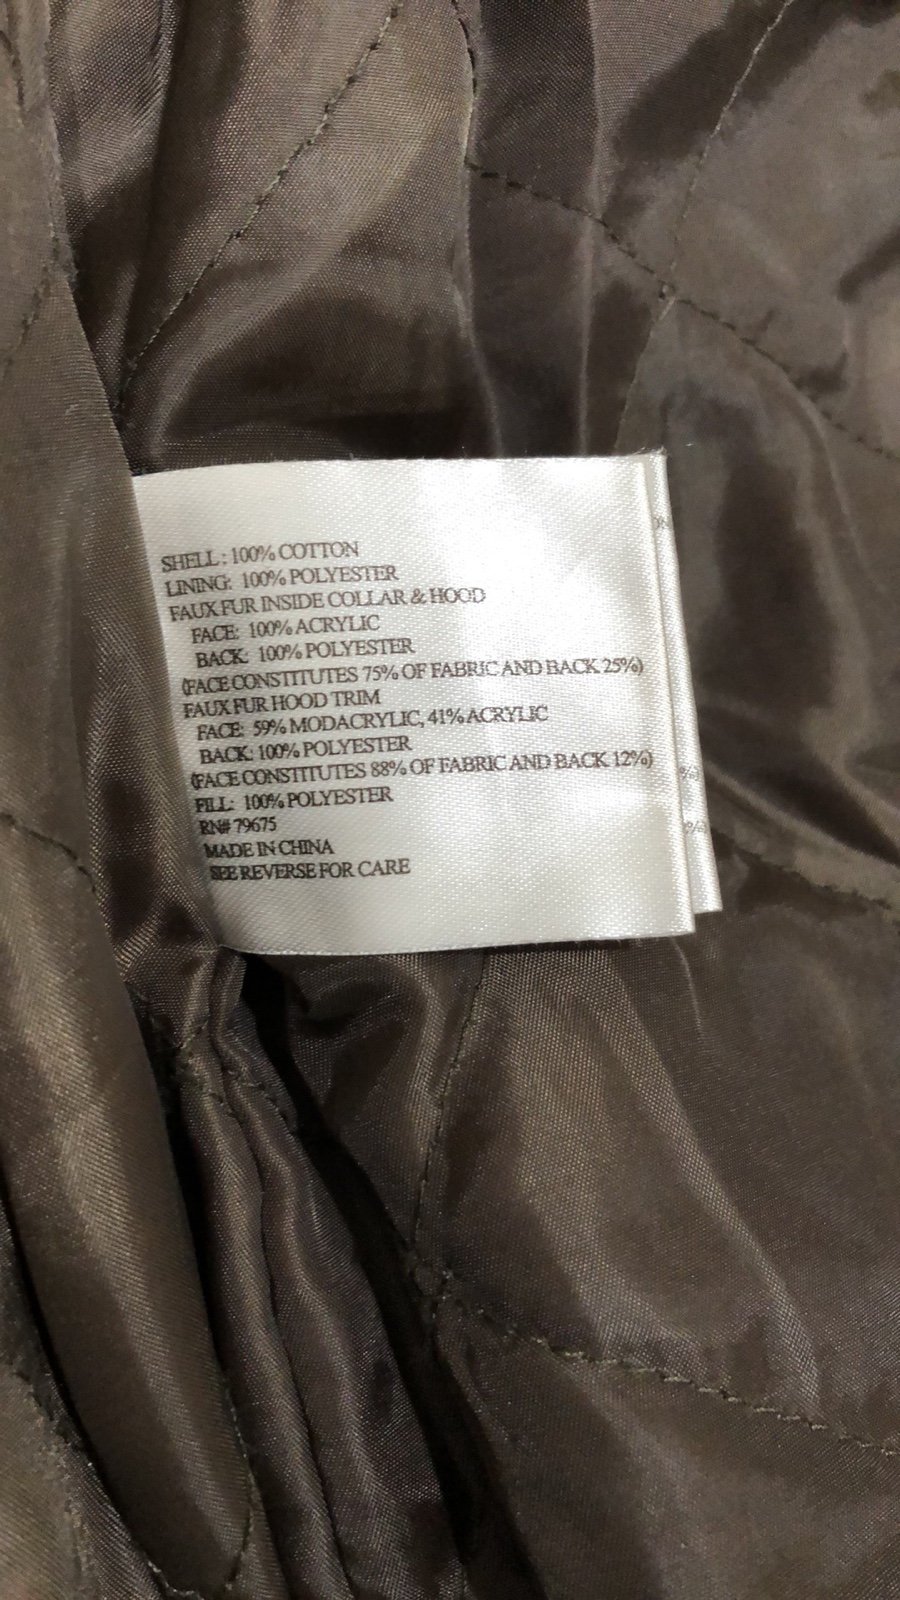 SHELL : 100% COTTON
LINING: 100% POLYESTER
FAUX FUR INSIDE COLLAR & HOOD
FACE: 100% ACRYLIC
BACK: 100% POLYESTER
(FACE CONSTITUTES 75% OF FABRIC AND BACK 25%)
FAUX FUR HOOD TRIM
FACE: 59% MODACRYLIC, 41% ACRYLIC
BACK: 100% POLYESTER
(FACE CONSTITUTES 88% OF FABRIC AND BACK 12%)
FILL: 100% POLYESTER
RN# 79675
MADE IN CHINA
SEE REVERSE FOR CARE